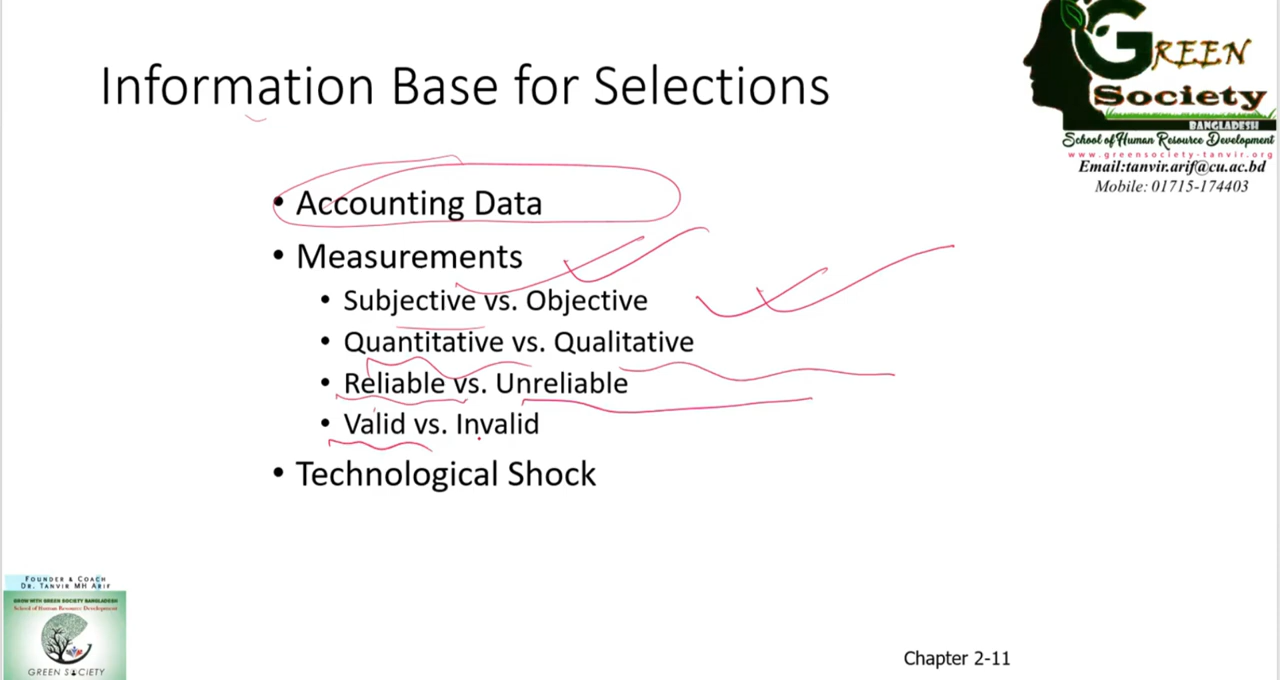 Information Base for Selections
GREEN
Society
BANGLADESH
School of Human Resource Development
www.greensociety-tanvir.org
Email:tanvir.arif@cu.ac.bd
Mobile: 01715-174403
• Accounting Data
• Measurements
• Subjective vs. Objective
• Quantitative vs. Qualitative
• Reliable vs. Unreliable
• Valid vs. Invalid
• Technological Shock
FOUNDER & COACH
DR. TANVIR MH ARIF
GROW WITH GREEN SOCIETY BANGLADESH
School of Human Resource Development
GREEN SOCIETY
Chapter 2-11